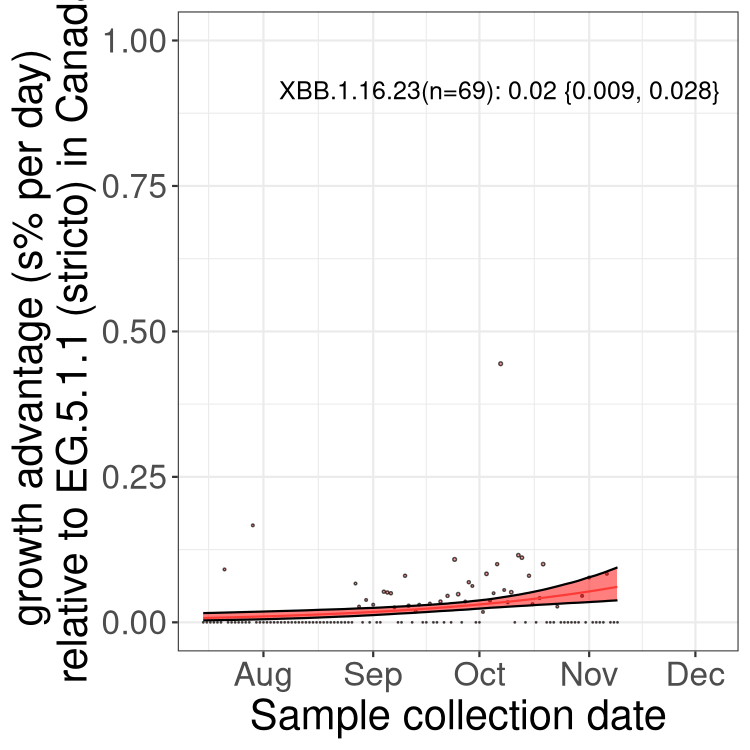 growth advantage (s% per day)
relative to EG.5.1.1 (stricto) in Canada
1.00
0.75
0.50
0.25
0.00
XBB.1.16.23(n=69): 0.02 {0.009, 0.028}
Aug Sep Oct Nov Dec
Sample collection date